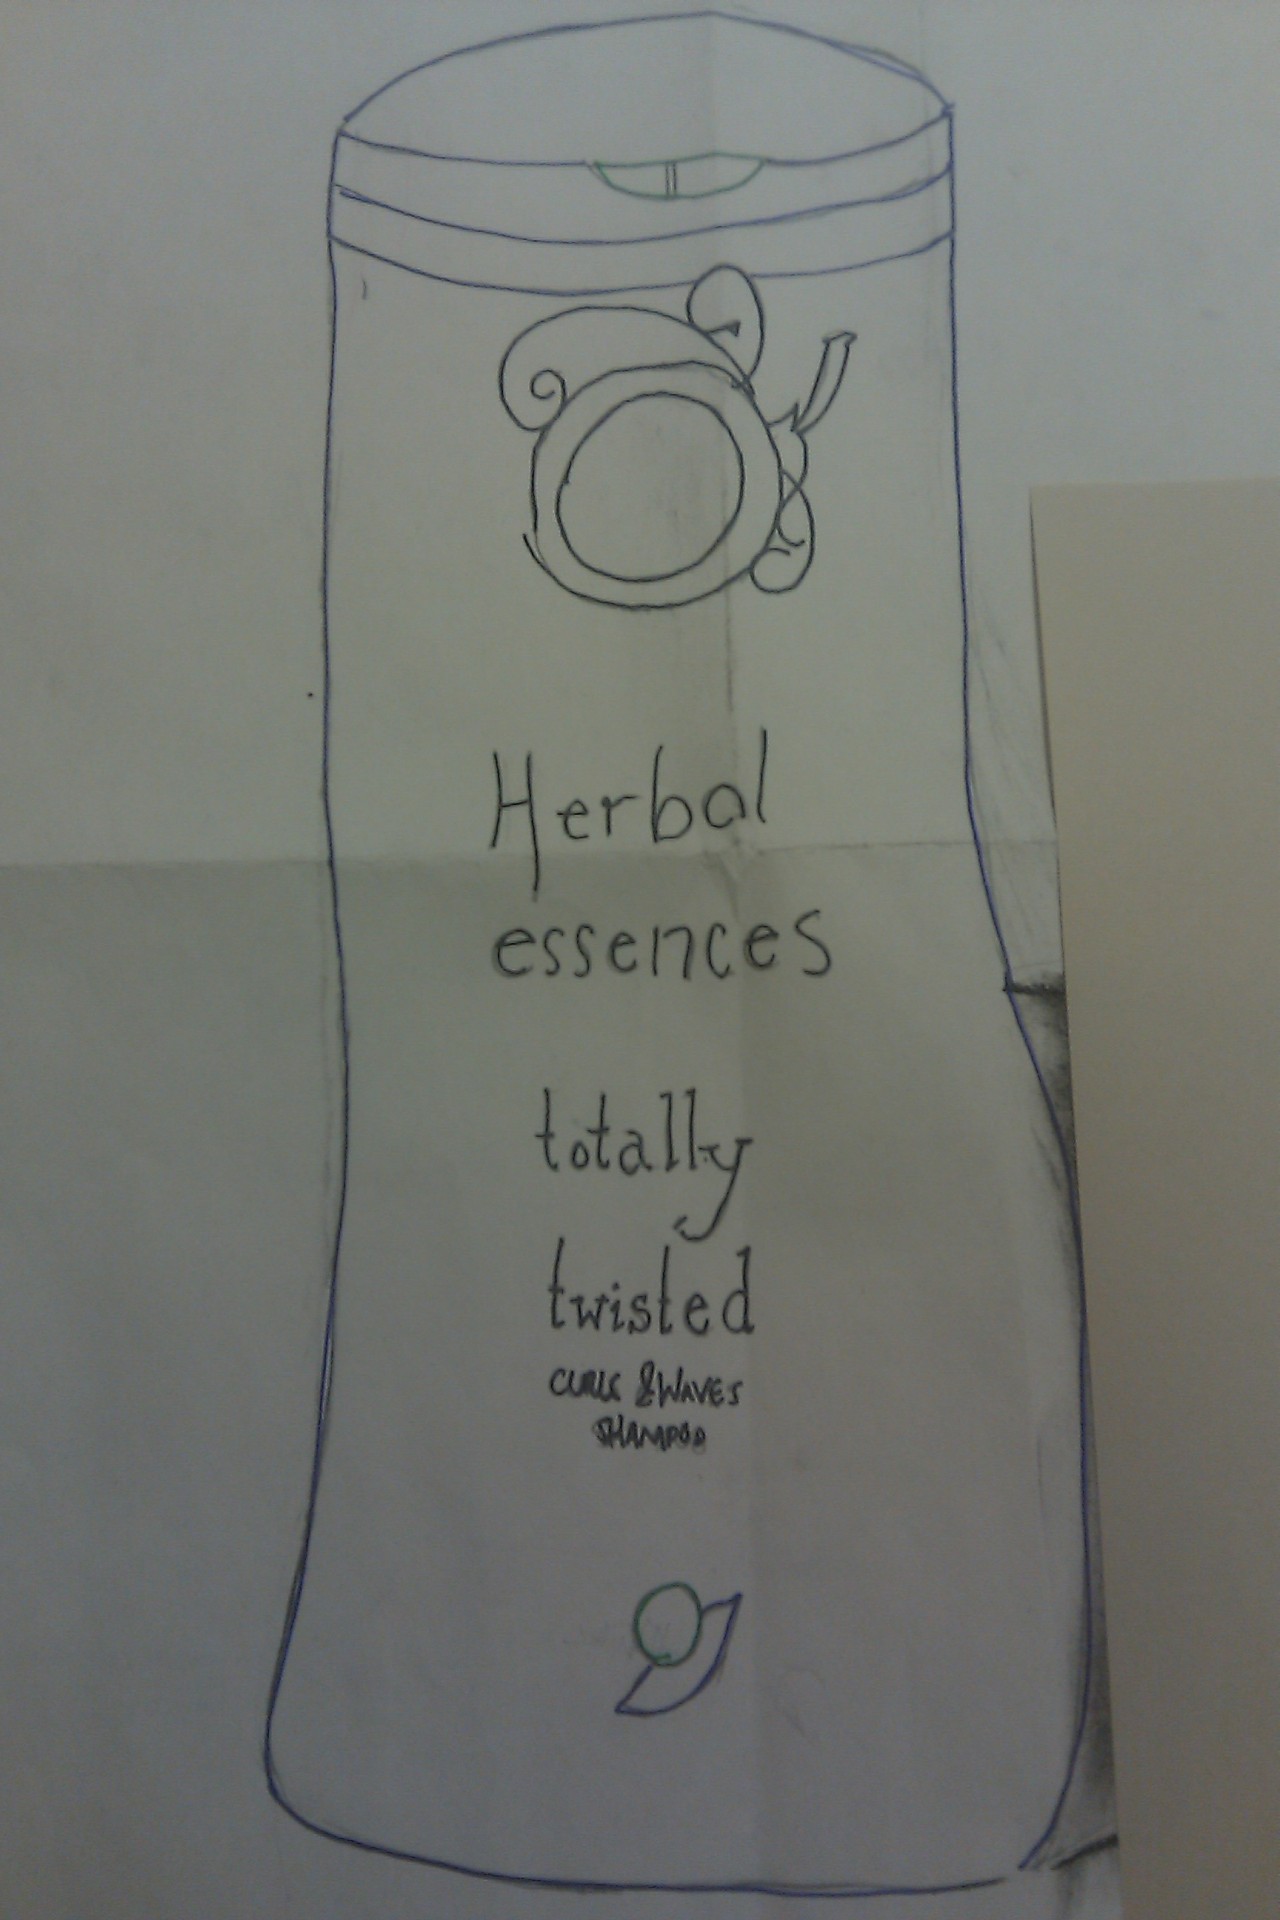 Herbal
essences
totally
twisted
CURLS & WAVES
SHAMPOO